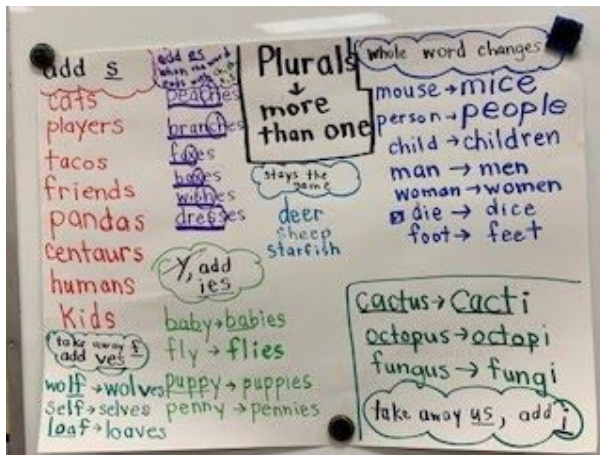 add s
cats
players
tacos
friends
pandas
centaurs
humans
kids
take away f
add ves
wolf → wolves
self → selves
loaf → loaves
add es
when the word
ends with
peaches
branches
foxes
boxes
wishes
dresses
Y, add
ies
baby → babies
fly → flies
puppy → puppies
penny → pennies
Plurals
↓
more
than one
stays the
same
deer
sheep
starfish
whole word changes
mouse → mice
person → people
child → children
man → men
woman → women
die → dice
foot → feet
cactus → cacti
octopus → octopi
fungus → fungi
take away us, add i